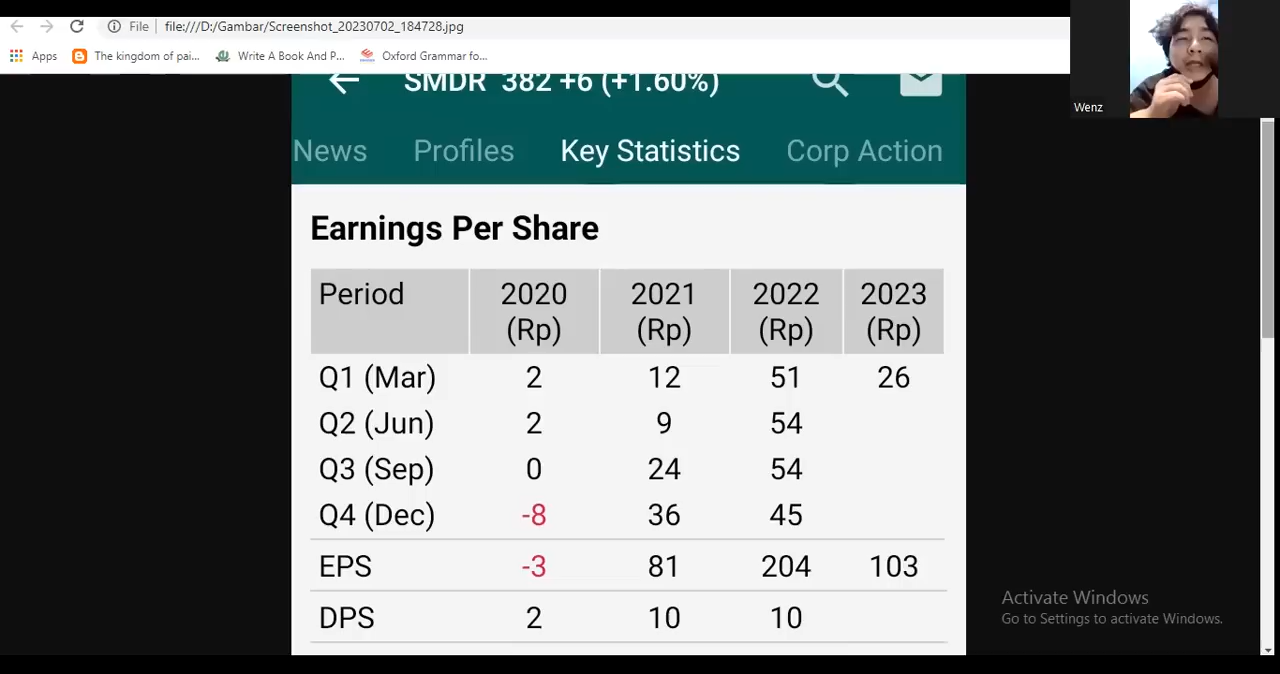 File file:///D:/Gambar/Screenshot_20230702_184728.jpg
Apps The kingdom of pai... Write A Book And P... Oxford Grammar fo...
Wenz
SMDR 382 +6 (+1.60%)
News Profiles Key Statistics Corp Action
Earnings Per Share
Period 2020 (Rp) 2021 (Rp) 2022 (Rp) 2023 (Rp)
Q1 (Mar) 2 12 51 26
Q2 (Jun) 2 9 54
Q3 (Sep) 0 24 54
Q4 (Dec) -8 36 45
EPS -3 81 204 103
DPS 2 10 10
Activate Windows
Go to Settings to activate Windows.